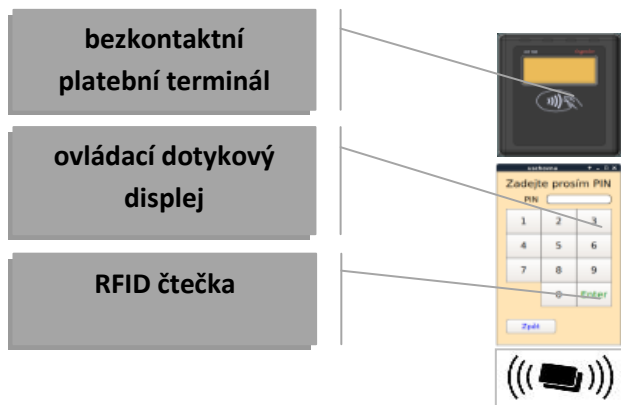 bezkontaktní
platební terminál
ovládací dotykový
displej
RFID čtečka
Zadejte prosím PIN
PIN
1 2 3
4 5 6
7 8 9
0 Enter
Zpět